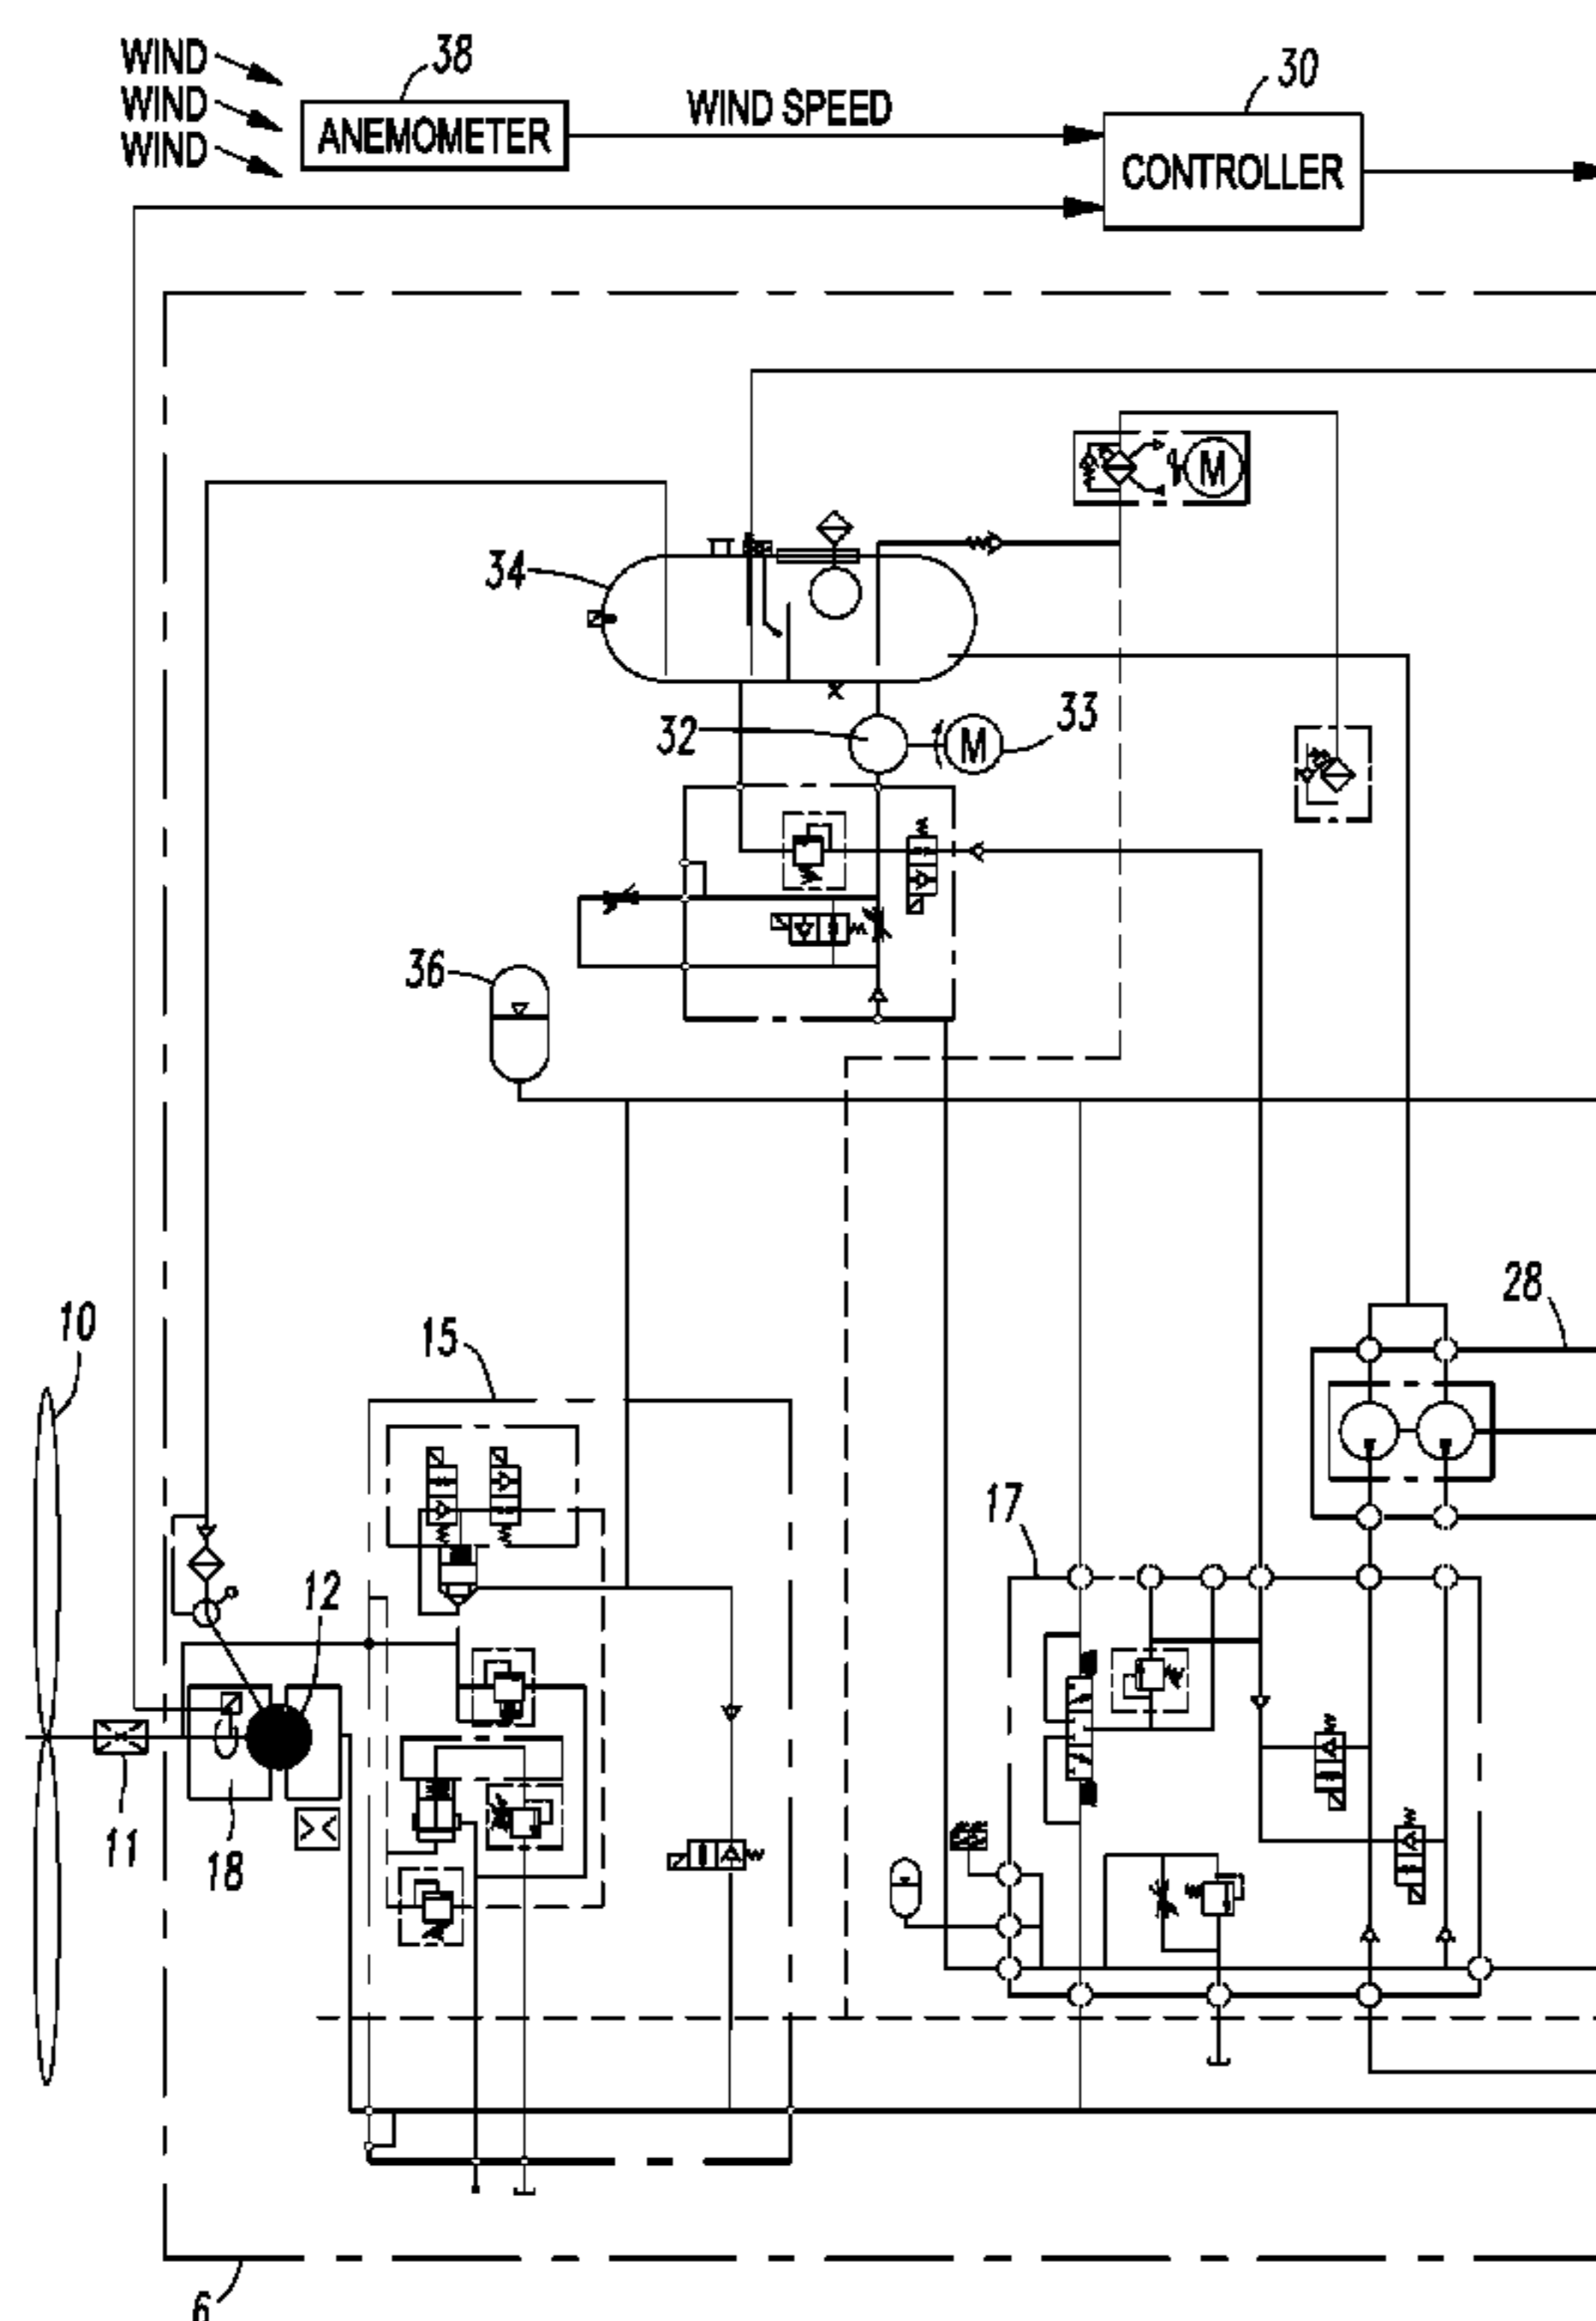 WIND
WIND
WIND
38
ANEMOMETER
WIND SPEED
30
CONTROLLER
M
34
32
M
33
36
10
15
28
17
12
11
18
6